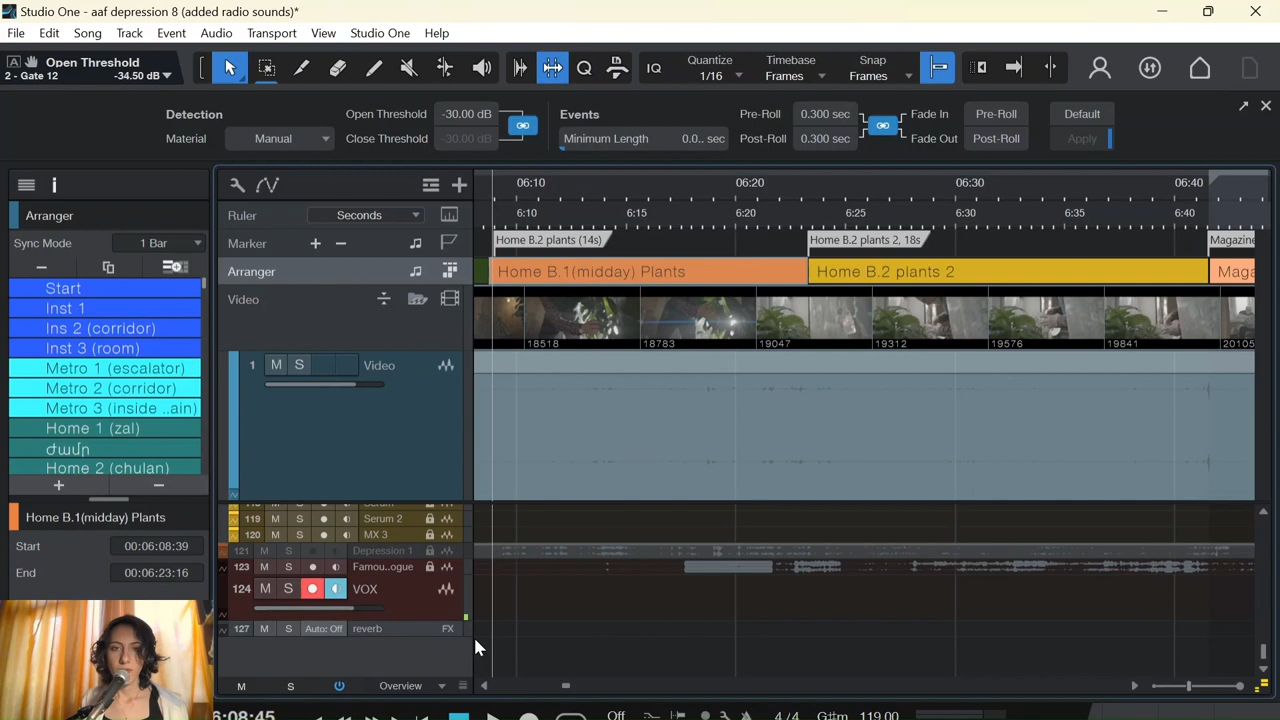 Studio One - aaf depression 8 (added radio sounds)*
File Edit Song Track Event Audio Transport View Studio One Help
A Open Threshold
2 - Gate 12 -34.50 dB
IQ
Quantize
1/16
Timebase
Frames
Snap
Frames
Detection
Material Manual
Open Threshold -30.00 dB
Close Threshold -30.00 dB
Events
Minimum Length 0.0.. sec
Pre-Roll 0.300 sec
Post-Roll 0.300 sec
Fade In Pre-Roll
Fade Out Post-Roll
Default
Apply
i
Arranger
Sync Mode 1 Bar
Start
Inst 1
Ins 2 (corridor)
Inst 3 (room)
Metro 1 (escalator)
Metro 2 (corridor)
Metro 3 (inside ..ain)
Home 1 (zal)
Ժամը
Home 2 (chulan)
Home B.1(midday) Plants
Start 00:06:08:39
End 00:06:23:16
Ruler Seconds
Marker
Arranger
Video
06:10 06:20 06:30 06:40
6:10 6:15 6:20 6:25 6:30 6:35 6:40
Home B.2 plants (14s) Home B.2 plants 2, 18s Magazine
Home B.1(midday) Plants Home B.2 plants 2 Maga
18518 18783 19047 19312 19576 19841 20105
1 M S Video
119 M S Serum 2
120 M S MX 3
121 M S Depression 1
123 M S Famou..ogue
124 M S VOX
127 M S Auto: Off reverb FX
M S Overview
6:08:45 Off 4/4 G#m 119.00